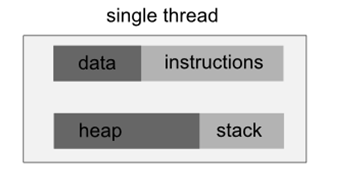 single thread
data instructions
heap stack